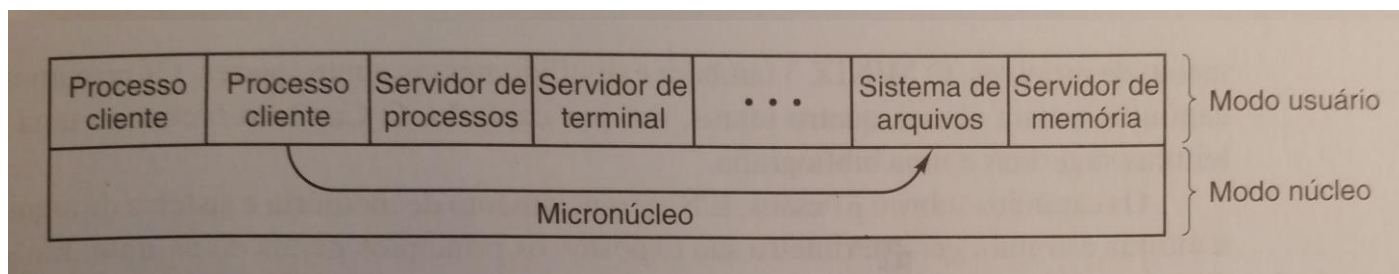 Processo
cliente
Processo
cliente
Servidor de
processos
Servidor de
terminal
• • •
Sistema de
arquivos
Servidor de
memória
Modo usuário
Micronúcleo
Modo núcleo